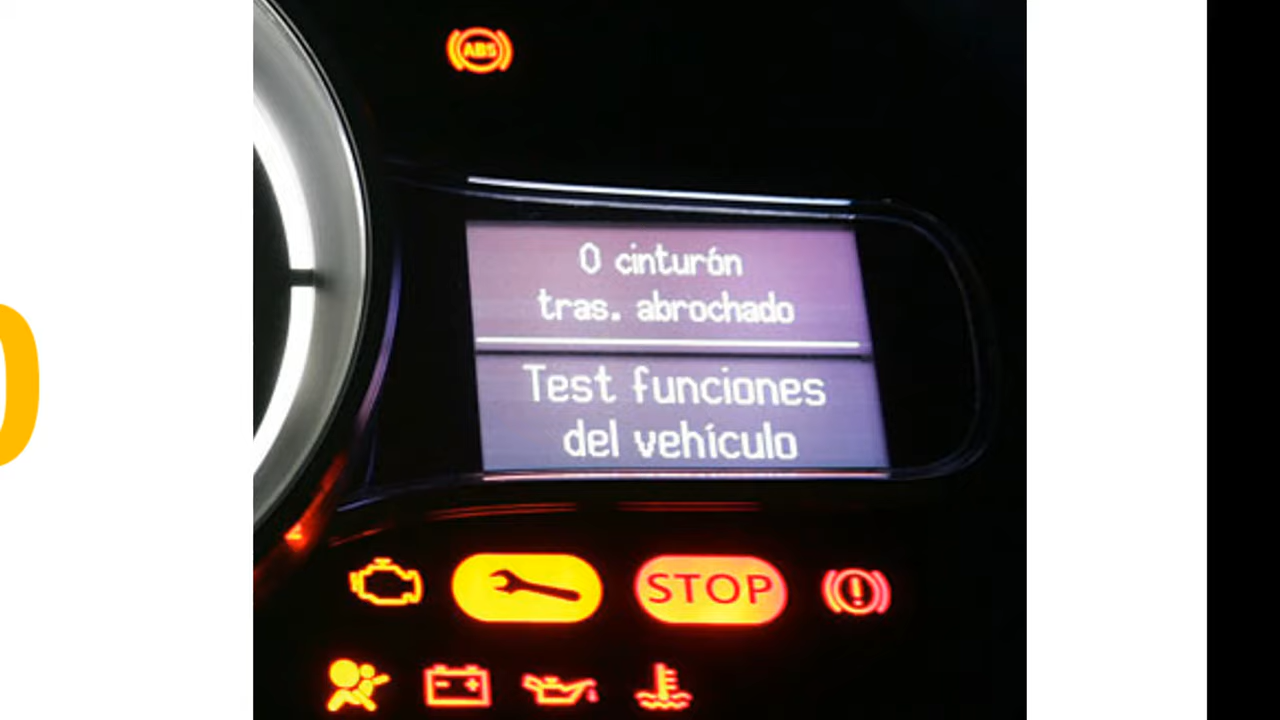 ABS
0 cinturón
tras. abrochado
Test funciones
del vehículo
STOP